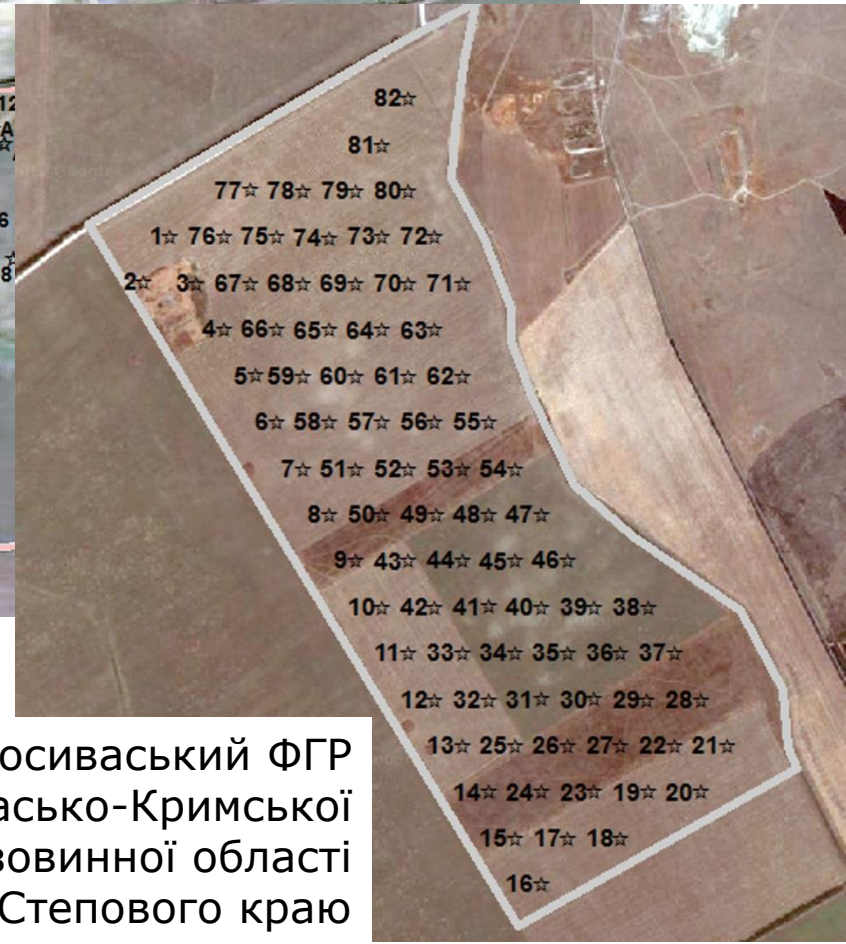 82☆
81☆
77☆ 78☆ 79☆ 80☆
1☆ 76☆ 75☆ 74☆ 73☆ 72☆
2☆ 3☆ 67☆ 68☆ 69☆ 70☆ 71☆
4☆ 66☆ 65☆ 64☆ 63☆
5☆ 59☆ 60☆ 61☆ 62☆
6☆ 58☆ 57☆ 56☆ 55☆
7☆ 51☆ 52☆ 53☆ 54☆
8☆ 50☆ 49☆ 48☆ 47☆
9☆ 43☆ 44☆ 45☆ 46☆
10☆ 42☆ 41☆ 40☆ 39☆ 38☆
11☆ 33☆ 34☆ 35☆ 36☆ 37☆
12☆ 32☆ 31☆ 30☆ 29☆ 28☆
13☆ 25☆ 26☆ 27☆ 22☆ 21☆
14☆ 24☆ 23☆ 19☆ 20☆
15☆ 17☆ 18☆
16☆
осиваський ФГР
асько-Кримської
зовинної області
Степового краю